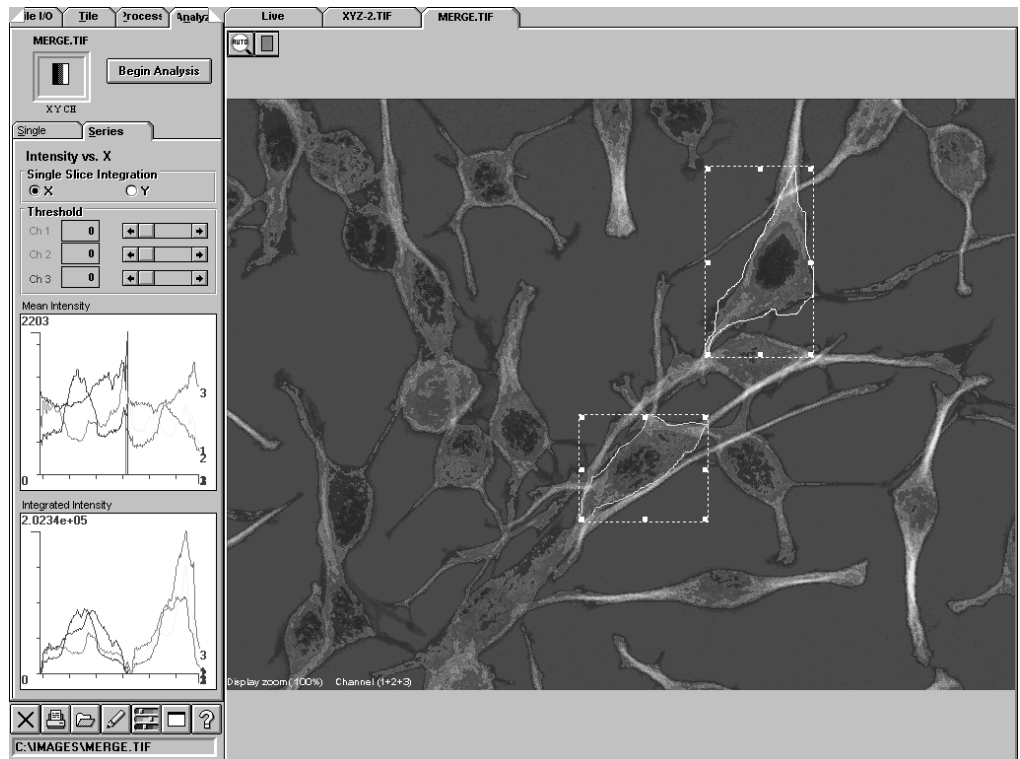 ile I/O Tile Process Analyz
Live XYZ-2.TIF MERGE.TIF
MERGE.TIF
AUTO
Begin Analysis
X Y CH
Single Series
Intensity vs. X
Single Slice Integration
X Y
Threshold
Ch 1 0
Ch 2 0
Ch 3 0
Mean Intensity
2203
3
1
2
0
Integrated Intensity
2.0234e+05
3
0
Display zoom(100%) Channel (1+2+3)
?
C:\IMAGES\MERGE.TIF